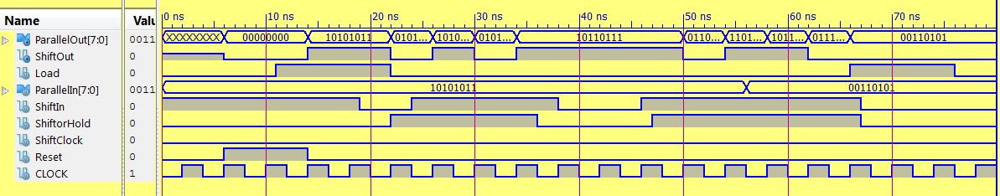 Name Valu 0 ns 10 ns 20 ns 30 ns 40 ns 50 ns 60 ns 70 ns
ParallelOut[7:0] 0011 XXXXXXXX 00000000 10101011 0101... 1010... 0101... 10110111 0110... 1101... 1011... 0111... 00110101
ShiftOut 0
Load 0
ParallelIn[7:0] 0011 10101011 00110101
ShiftIn 0
ShiftorHold 0
ShiftClock 0
Reset 0
CLOCK 1